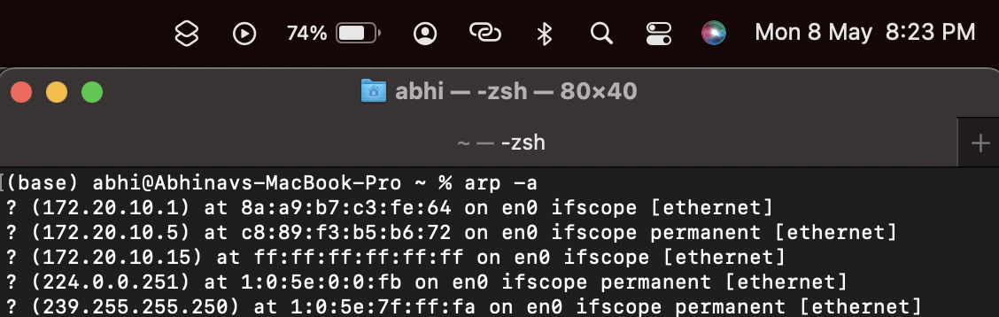 74% Mon 8 May 8:23 PM
abhi — -zsh — 80×40
~ — -zsh
(base) abhi@Abhinavs-MacBook-Pro ~ % arp -a
? (172.20.10.1) at 8a:a9:b7:c3:fe:64 on en0 ifscope [ethernet]
? (172.20.10.5) at c8:89:f3:b5:b6:72 on en0 ifscope permanent [ethernet]
? (172.20.10.15) at ff:ff:ff:ff:ff:ff on en0 ifscope [ethernet]
? (224.0.0.251) at 1:0:5e:0:0:fb on en0 ifscope permanent [ethernet]
? (239.255.255.250) at 1:0:5e:7f:ff:fa on en0 ifscope permanent [ethernet]